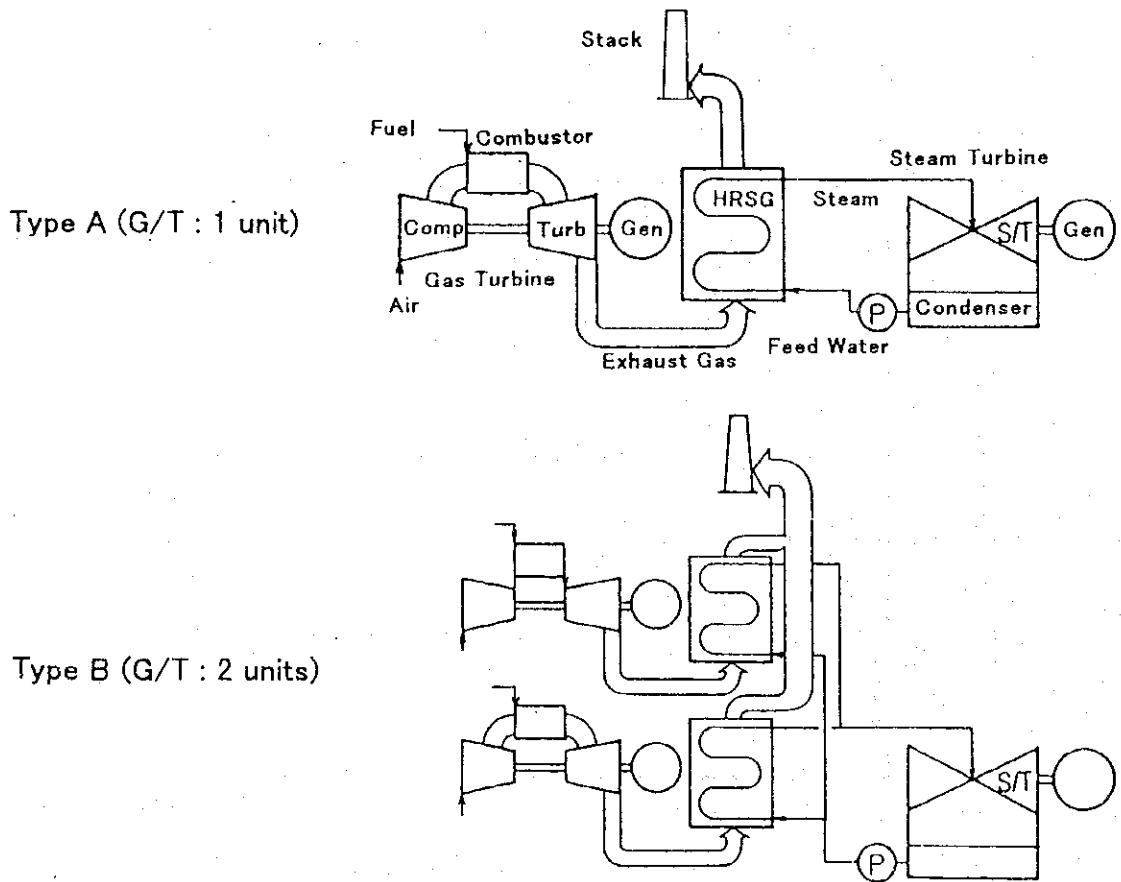 Stack
Fuel
Combustor
Steam Turbine
HRSG
Steam
Type A (G/T : 1 unit)
Comp
Turb
Gen
S/T
Gen
Gas Turbine
Air
P
Condenser
Feed Water
Exhaust Gas
Type B (G/T : 2 units)
S/T
P